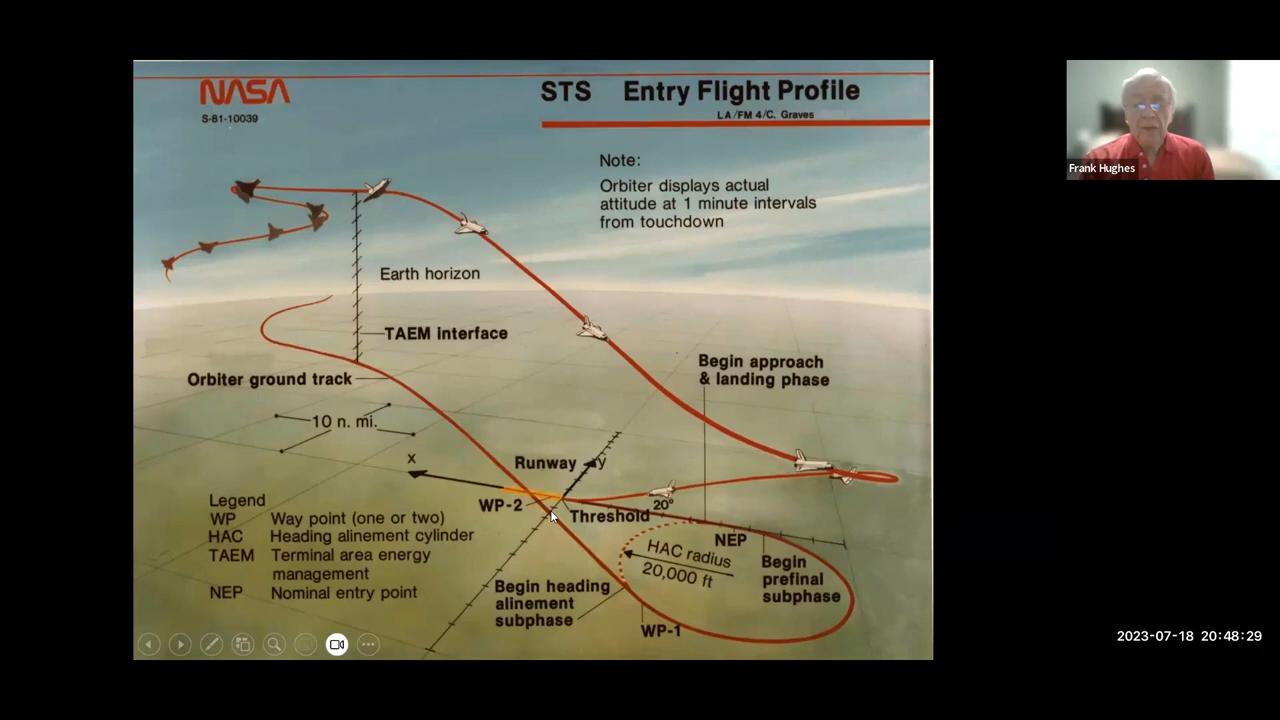 NASA
S-81-10039
STS Entry Flight Profile
LA/FM 4/C. Graves
Note:
Orbiter displays actual
attitude at 1 minute intervals
from touchdown
Earth horizon
TAEM interface
Orbiter ground track
10 n. mi.
Begin approach
& landing phase
x
Runway
y
WP-2
Threshold
20°
NEP
HAC radius
20,000 ft
Begin
prefinal
subphase
Begin heading
alinement
subphase
WP-1
Legend
WP Way point (one or two)
HAC Heading alinement cylinder
TAEM Terminal area energy
management
NEP Nominal entry point
Frank Hughes
2023-07-18 20:48:29